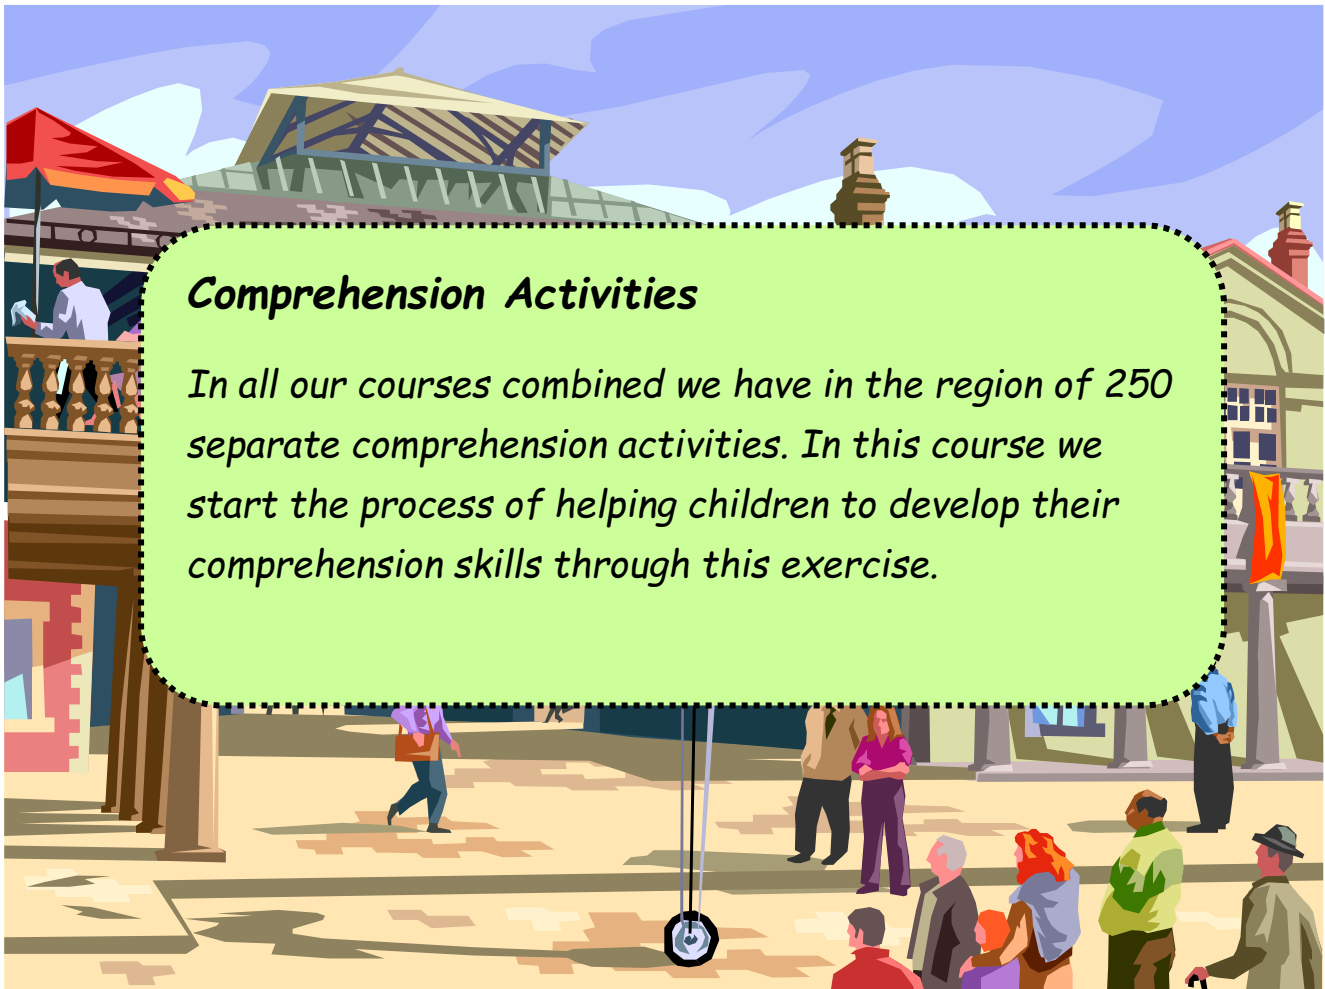 Comprehension Activities
In all our courses combined we have in the region of 250
separate comprehension activities. In this course we
start the process of helping children to develop their
comprehension skills through this exercise.